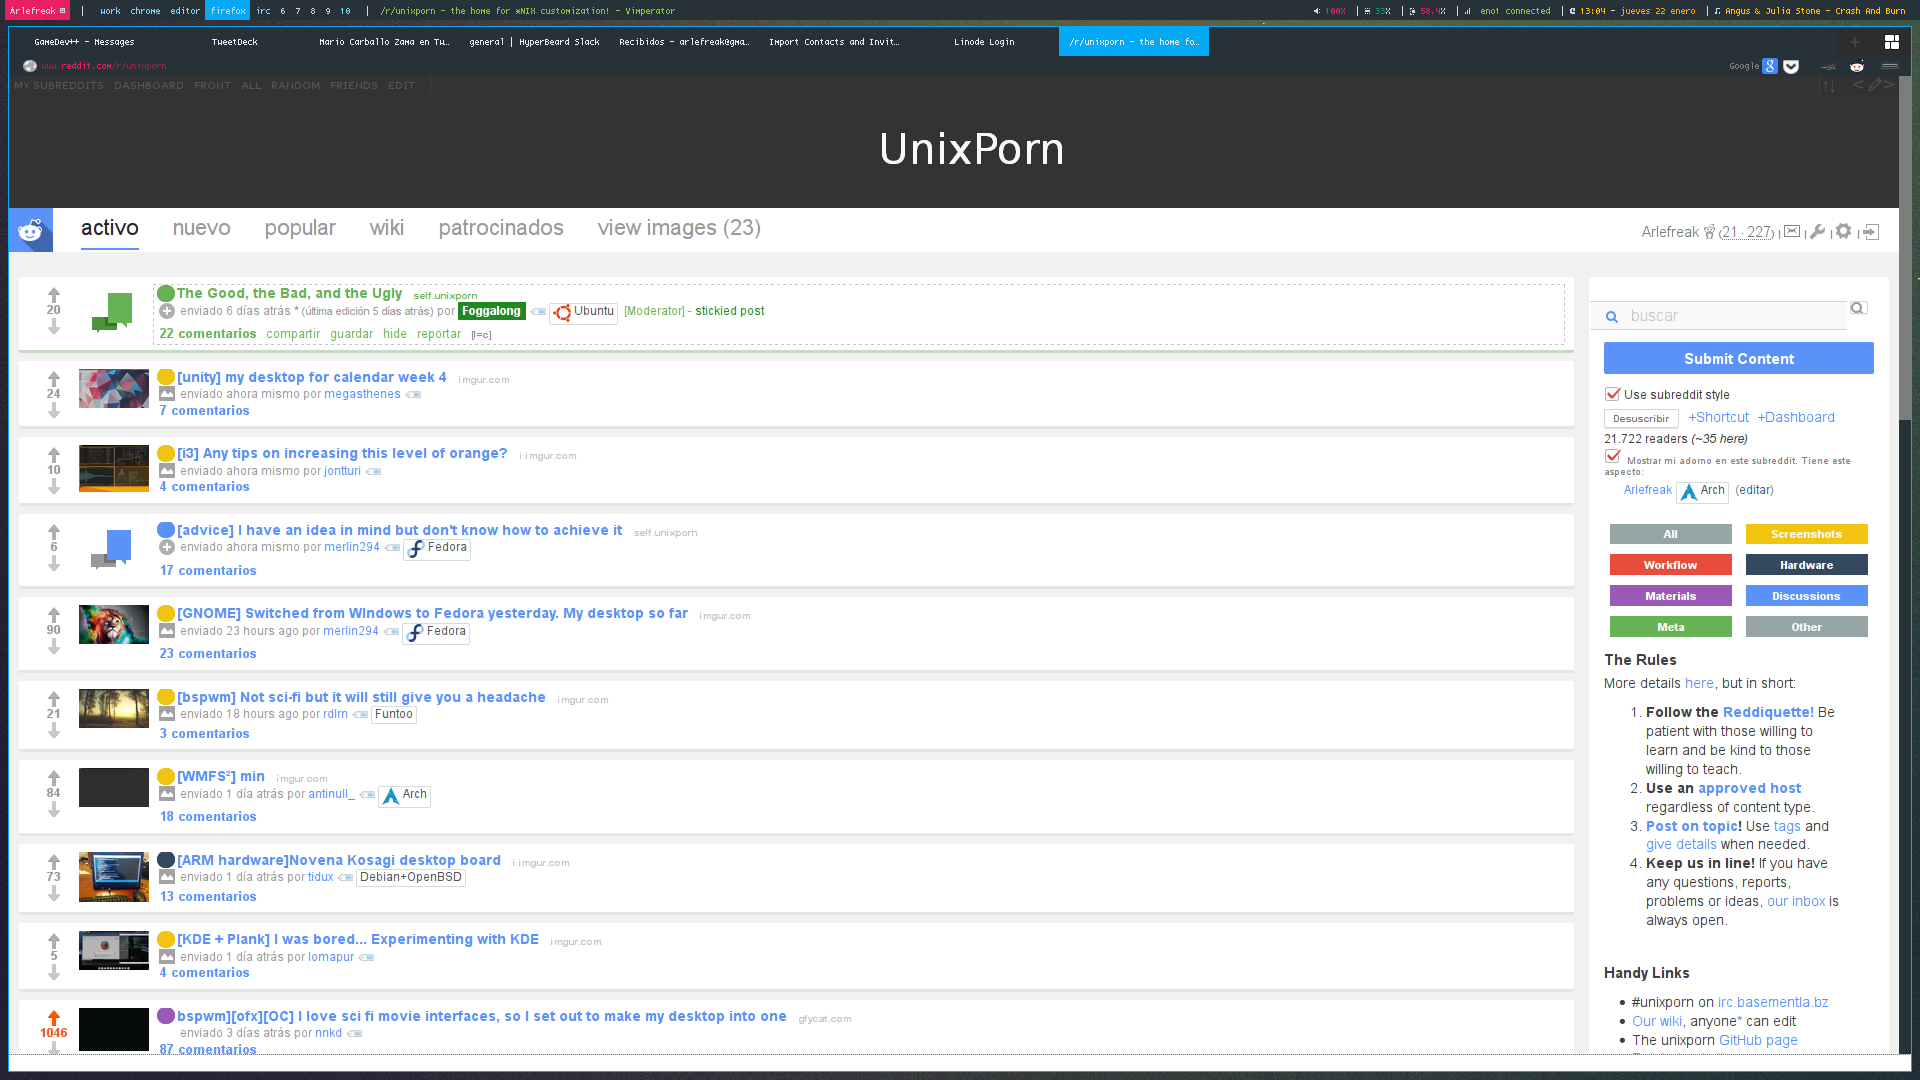 Arlefreak | work chrome editor firefox irc 6 7 8 9 10 | /r/unixporn - the home for *NIX customization! - Vimperator
100% | 33% | 58.4% | eno1 connected | 13:04 - jueves 22 enero | Angus & Julia Stone - Crash And Burn
GameDev++ - Messages TweetDeck Mario Carballo Zama en Tw… general | HyperBeard Slack Recibidos - arlefreak@gma… Import Contacts and Invit… Linode Login /r/unixporn - the home fo…
www.reddit.com/r/unixporn Google
MY SUBREDDITS DASHBOARD FRONT ALL RANDOM FRIENDS EDIT
UnixPorn
activo nuevo popular wiki patrocinados view images (23)
Arlefreak (21 · 227) | | | |
20
The Good, the Bad, and the Ugly self.unixporn
enviado 6 días atrás * (última edición 5 días atrás) por Foggalong Ubuntu [Moderator] - stickied post
22 comentarios compartir guardar hide reportar [l=c]
24
[unity] my desktop for calendar week 4 imgur.com
enviado ahora mismo por megasthenes
7 comentarios
10
[i3] Any tips on increasing this level of orange? i.imgur.com
enviado ahora mismo por jontturi
4 comentarios
6
[advice] I have an idea in mind but don't know how to achieve it self.unixporn
enviado ahora mismo por merlin294 Fedora
17 comentarios
90
[GNOME] Switched from WIndows to Fedora yesterday. My desktop so far imgur.com
enviado 23 hours ago por merlin294 Fedora
23 comentarios
21
[bspwm] Not sci-fi but it will still give you a headache imgur.com
enviado 18 hours ago por rdlrn Funtoo
3 comentarios
84
[WMFS²] min imgur.com
enviado 1 día atrás por antinull_ Arch
18 comentarios
73
[ARM hardware]Novena Kosagi desktop board i.imgur.com
enviado 1 día atrás por tidux Debian+OpenBSD
13 comentarios
5
[KDE + Plank] I was bored... Experimenting with KDE imgur.com
enviado 1 día atrás por lomapur
4 comentarios
1046
bspwm][ofx][OC] I love sci fi movie interfaces, so I set out to make my desktop into one gfycat.com
enviado 3 días atrás por nnkd
87 comentarios
buscar
Submit Content
Use subreddit style
Desuscribir +Shortcut +Dashboard
21.722 readers (~35 here)
Mostrar mi adorno en este subreddit. Tiene este
aspecto:
Arlefreak Arch (editar)
All Screenshots
Workflow Hardware
Materials Discussions
Meta Other
The Rules
More details here, but in short:
1. Follow the Reddiquette! Be
patient with those willing to
learn and be kind to those
willing to teach.
2. Use an approved host
regardless of content type.
3. Post on topic! Use tags and
give details when needed.
4. Keep us in line! If you have
any questions, reports,
problems or ideas, our inbox is
always open.
Handy Links
• #unixporn on irc.basementla.bz
• Our wiki, anyone* can edit
• The unixporn GitHub page